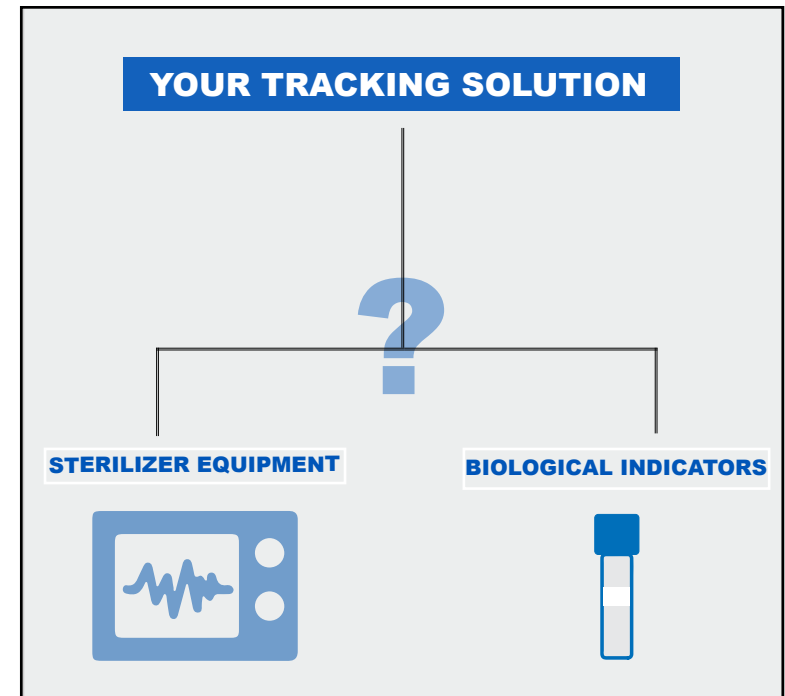 YOUR TRACKING SOLUTION
?
STERILIZER EQUIPMENT
BIOLOGICAL INDICATORS